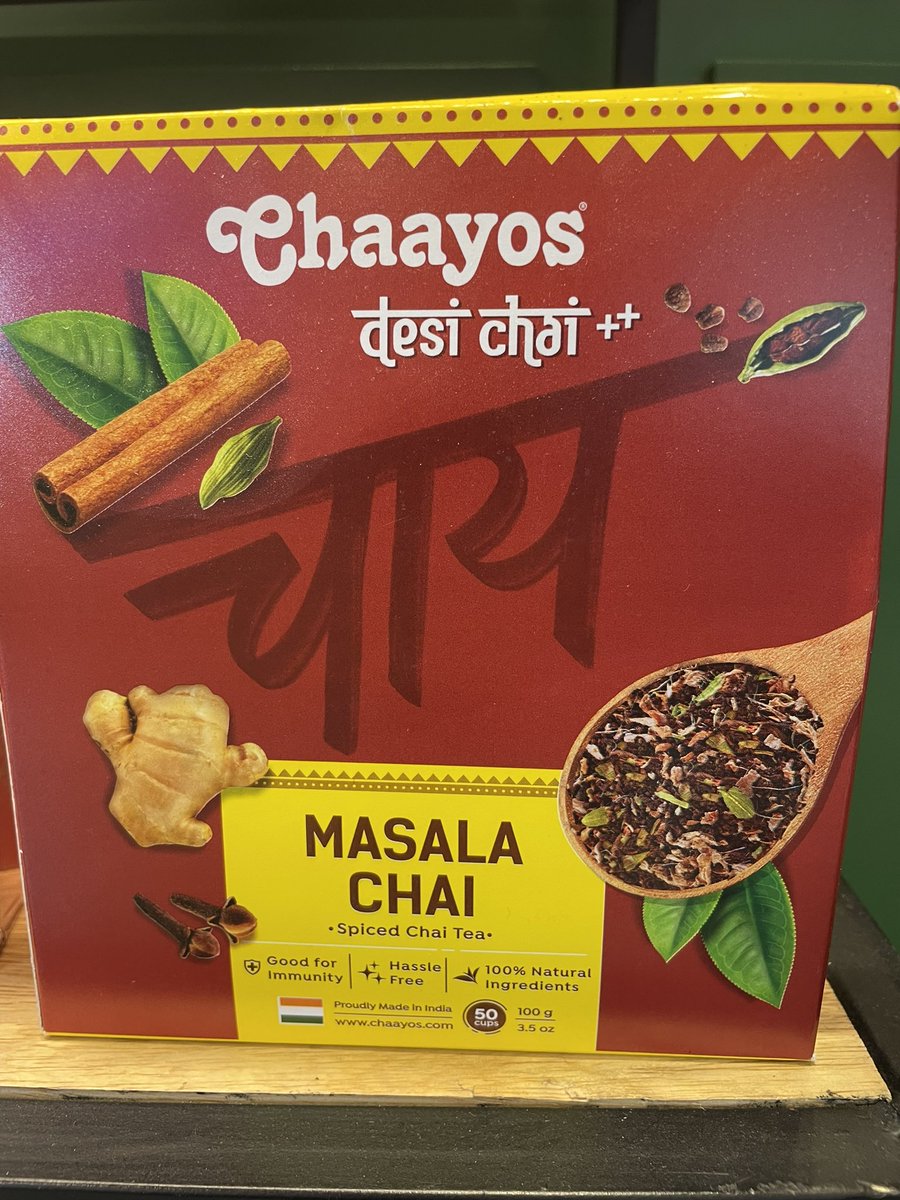 Chaayos®
desi chai ++
चाय
MASALA
CHAI
•Spiced Chai Tea•
Good for
Immunity
Hassle
Free
100% Natural
Ingredients
Proudly Made in India
www.chaayos.com
50
cups
100 g
3.5 oz